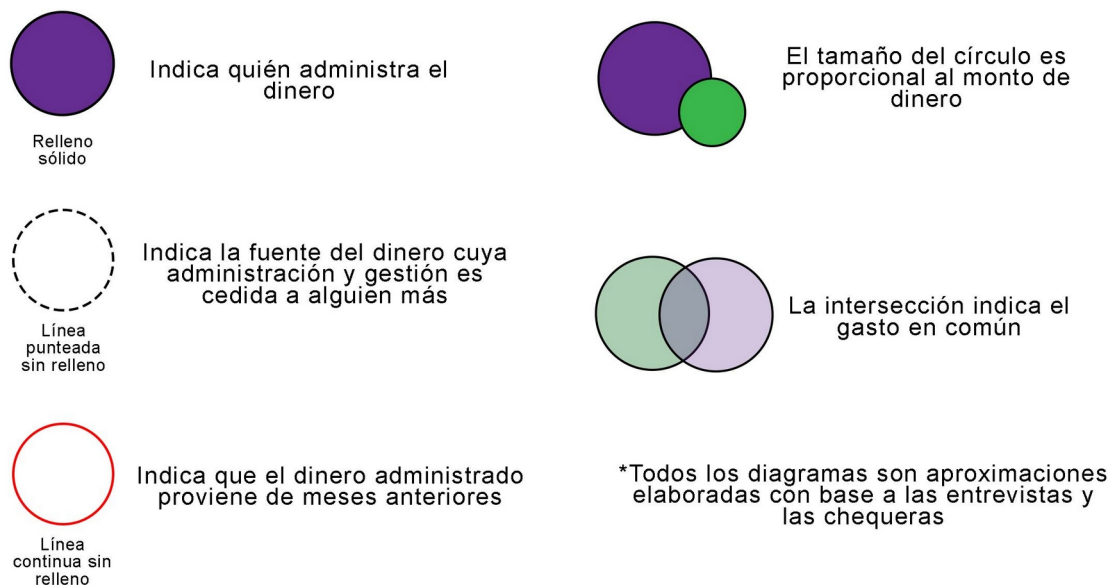 Indica quién administra el
dinero
Relleno
sólido
El tamaño del círculo es
proporcional al monto de
dinero
Indica la fuente del dinero cuya
administración y gestión es
cedida a alguien más
Línea
punteada
sin relleno
La intersección indica el
gasto en común
Indica que el dinero administrado
proviene de meses anteriores
Línea
continua sin
relleno
*Todos los diagramas son aproximaciones
elaboradas con base a las entrevistas y
las chequeras